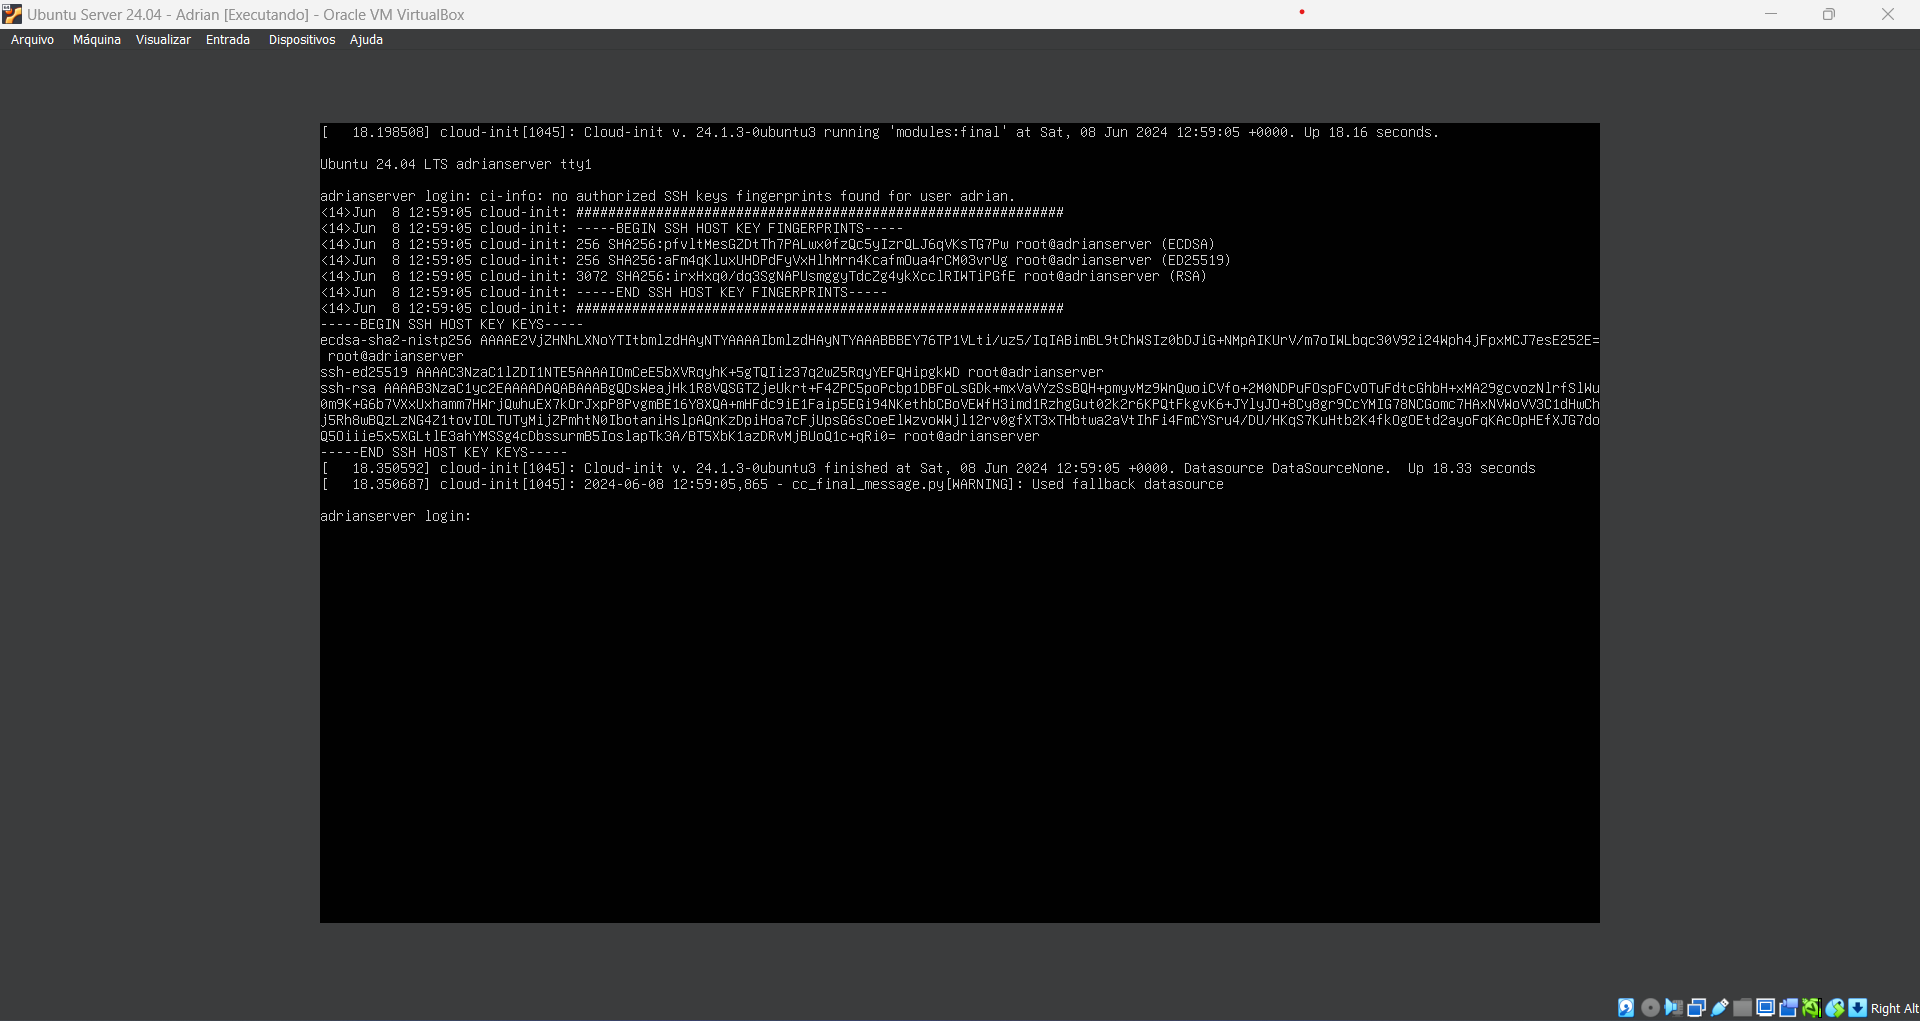 Ubuntu Server 24.04 - Adrian [Executando] - Oracle VM VirtualBox
Arquivo Máquina Visualizar Entrada Dispositivos Ajuda
[   18.198508] cloud-init[1045]: Cloud-init v. 24.1.3-0ubuntu3 running 'modules:final' at Sat, 08 Jun 2024 12:59:05 +0000. Up 18.16 seconds.
Ubuntu 24.04 LTS adrianserver tty1
adrianserver login: ci-info: no authorized SSH keys fingerprints found for user adrian.
<14>Jun  8 12:59:05 cloud-init: #############################################################
<14>Jun  8 12:59:05 cloud-init: -----BEGIN SSH HOST KEY FINGERPRINTS-----
<14>Jun  8 12:59:05 cloud-init: 256 SHA256:pfvltMesGZDtTh7PALwx0fzQc5yIzrQLJ6qVKsTG7Pw root@adrianserver (ECDSA)
<14>Jun  8 12:59:05 cloud-init: 256 SHA256:aFm4qKluxUHDPdFyVxHlhMrn4KcafmOua4rCM03vrUg root@adrianserver (ED25519)
<14>Jun  8 12:59:05 cloud-init: 3072 SHA256:irxHxq0/dq3SgNAPUsmggyTdcZg4ykXcclRIWTiPGfE root@adrianserver (RSA)
<14>Jun  8 12:59:05 cloud-init: -----END SSH HOST KEY FINGERPRINTS-----
<14>Jun  8 12:59:05 cloud-init: #############################################################
-----BEGIN SSH HOST KEY KEYS-----
ecdsa-sha2-nistp256 AAAAE2VjZHNhLXNoYTItbmlzdHAyNTYAAAAIbmlzdHAyNTYAAABBBEY76TP1VLti/uz5/IqIABimBL9tChWSIz0bDJiG+NMpAIKUrV/m7oIWLbqc30V92i24Wph4jFpxMCJ7esE252E=
root@adrianserver
ssh-ed25519 AAAAC3NzaC1lZDI1NTE5AAAAIOmCeE5bXVRqyhK+5gTQIiz37q2wZ5RqyYEFQHipgkWD root@adrianserver
ssh-rsa AAAAB3NzaC1yc2EAAAADAQABAAABgQDsWeajHk1R8VQSGTZjeUkrt+F4ZPC5poPcbp1DBFoLsGDk+mxVaVYzSsBQH+pmyvMz9WnQwoiCVfo+2M0NDPuFOspFCvOTuFdtcGhbH+xMA29gcvozNlrfSlWu
0m9K+G6b7VXxUxhamm7HWrjQwhuEX7kOrJxpP8PvgmBE16Y8XQA+mHFdc9iE1Faip5EGi94NKethbCBoVEWfH3imd1RzhgGut02k2r6KPQtFkgvK6+JYlyJO+8Cy8gr9CcYMIG78NCGomc7HAxNVWoVV3C1dHwCh
j5Rh8wBQzLzNG4Z1tovIOLTUTyMijZPmhtN0IbotaniHslpAQnKzDpiHoa7cFjUpsG6sCoeElWzvoWWjl12rv0gfXT3xTHbtwa2aVtIhFi4FmCYSru4/DU/HKqS7KuHtb2K4fkOgOEtd2ayoFqKAcOpHEfXJG7do
Q5Oiiie5x5XGLtlE3ahYMSSg4cDbssurmB5IoslapTk3A/BT5XbK1azDRvMjBUoQ1c+qRi0= root@adrianserver
-----END SSH HOST KEY KEYS-----
[   18.350592] cloud-init[1045]: Cloud-init v. 24.1.3-0ubuntu3 finished at Sat, 08 Jun 2024 12:59:05 +0000. Datasource DataSourceNone.  Up 18.33 seconds
[   18.350687] cloud-init[1045]: 2024-06-08 12:59:05,865 - cc_final_message.py[WARNING]: Used fallback datasource
adrianserver login:
Right Alt